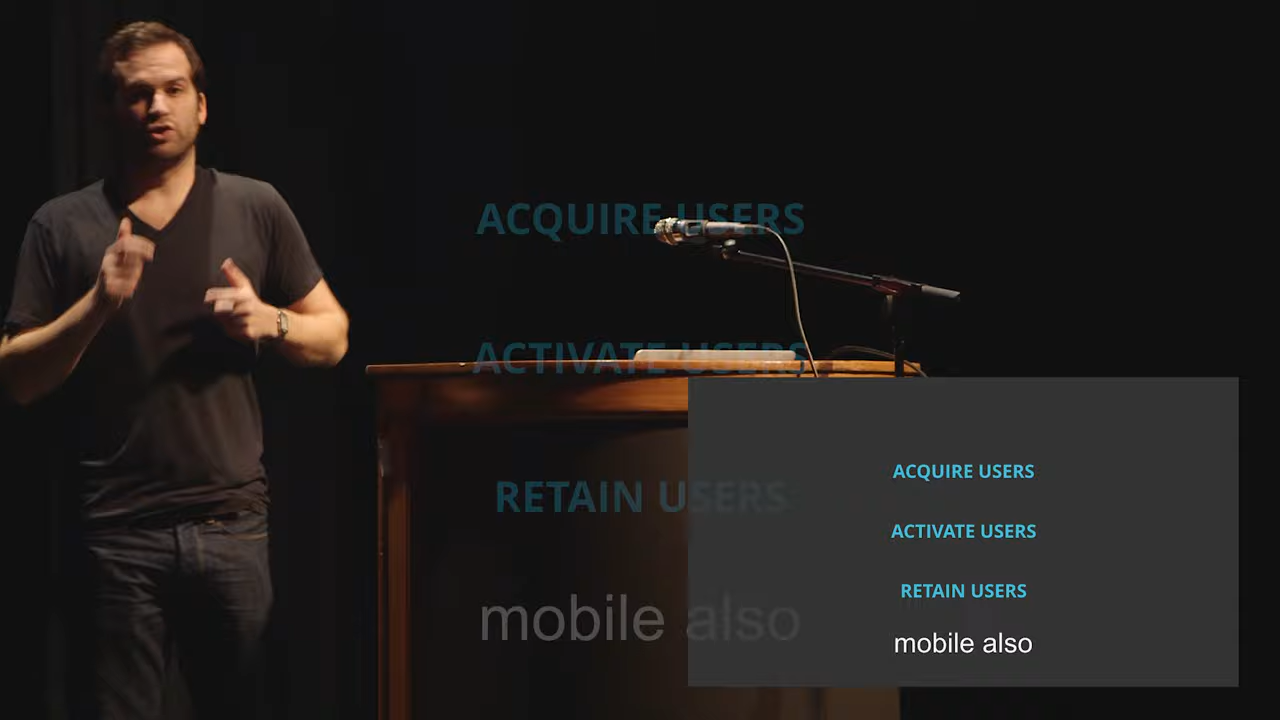 ACQUIRE USERS
ACTIVATE USERS
RETAIN USERS
mobile also
ACQUIRE USERS
ACTIVATE USERS
RETAIN USERS
mobile also